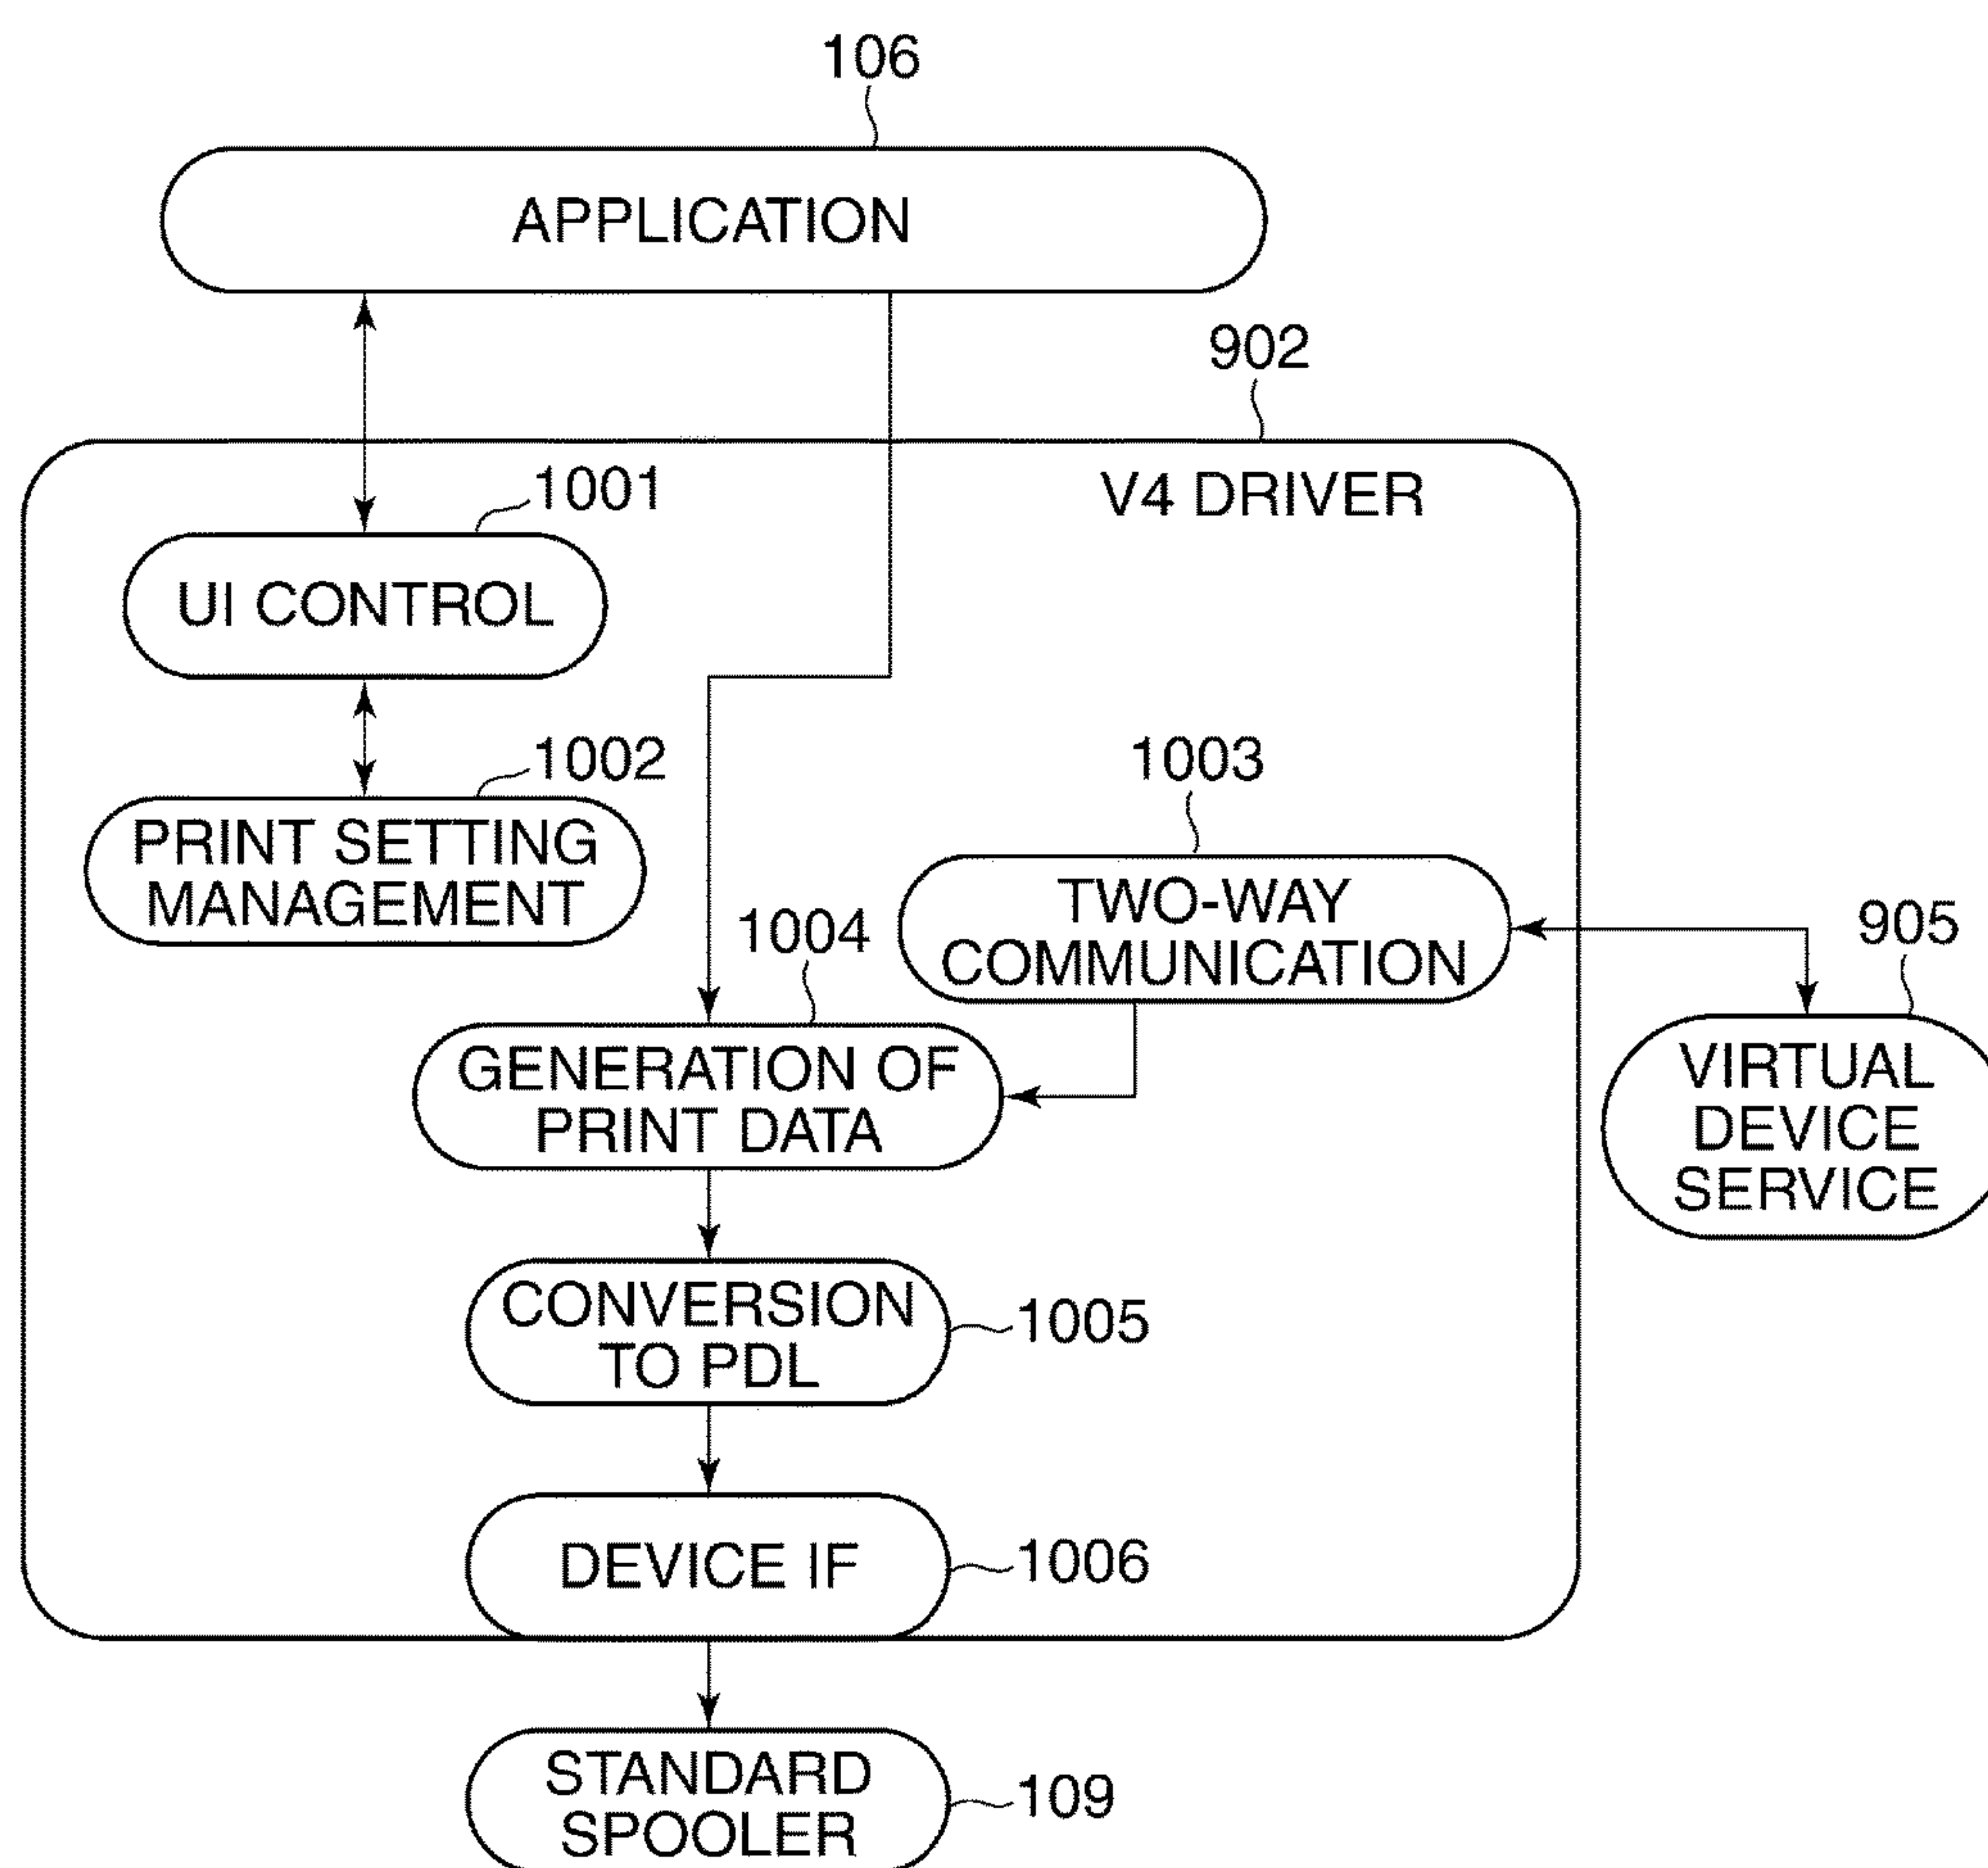 106
APPLICATION
902
V4 DRIVER
1001
UI CONTROL
1002
PRINT SETTING
MANAGEMENT
1003
TWO-WAY
COMMUNICATION
905
VIRTUAL
DEVICE
SERVICE
1004
GENERATION OF
PRINT DATA
CONVERSION
TO PDL
1005
DEVICE IF
1006
STANDARD
SPOOLER
109